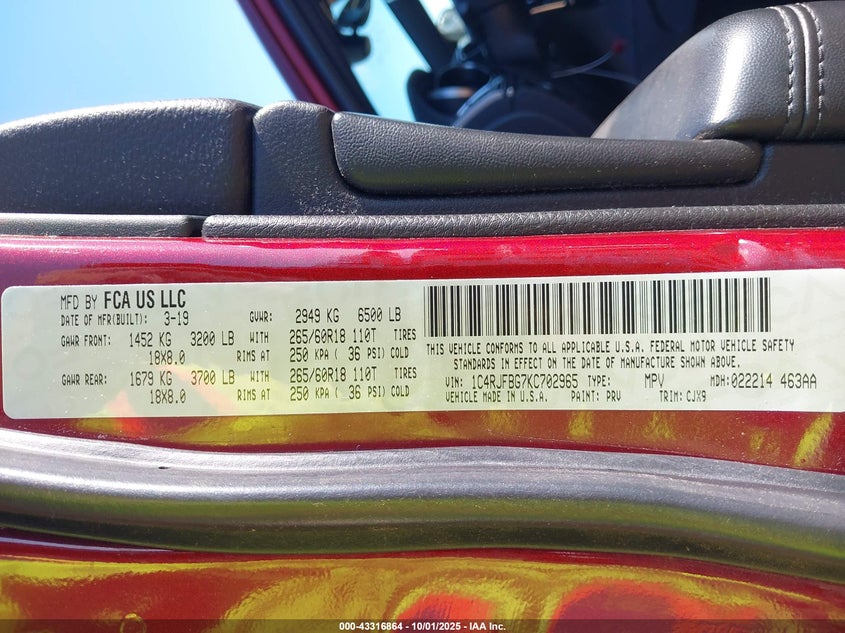 MFD BY FCA US LLC
DATE OF MFR(BUILT): 3-19 GVWR: 2949 KG 6500 LB
GAWR FRONT: 1452 KG 3200 LB WITH 265/60R18 110T TIRES
18X8.0 RIMS AT 250 KPA ( 36 PSI) COLD
GAWR REAR: 1679 KG 3700 LB WITH 265/60R18 110T TIRES
18X8.0 RIMS AT 250 KPA ( 36 PSI) COLD
THIS VEHICLE CONFORMS TO ALL APPLICABLE U.S.A. FEDERAL MOTOR VEHICLE SAFETY
STANDARDS IN EFFECT ON THE DATE OF MANUFACTURE SHOWN ABOVE.
VIN: 1C4RJFBG7KC702965 TYPE: MPV MDH: 022214 463AA
VEHICLE MADE IN U.S.A. PAINT: PRV TRIM: CJX9
000-43316864 - 10/01/2025 - IAA Inc.